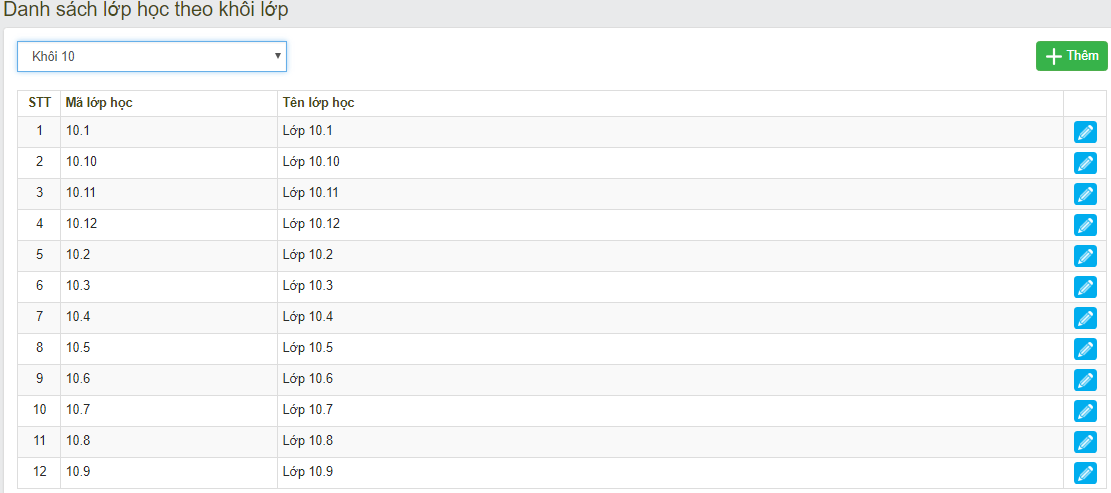 Danh sách lớp học theo khối lớp
Khối 10
Thêm
STT Mã lớp học Tên lớp học
1 10.1 Lớp 10.1
2 10.10 Lớp 10.10
3 10.11 Lớp 10.11
4 10.12 Lớp 10.12
5 10.2 Lớp 10.2
6 10.3 Lớp 10.3
7 10.4 Lớp 10.4
8 10.5 Lớp 10.5
9 10.6 Lớp 10.6
10 10.7 Lớp 10.7
11 10.8 Lớp 10.8
12 10.9 Lớp 10.9